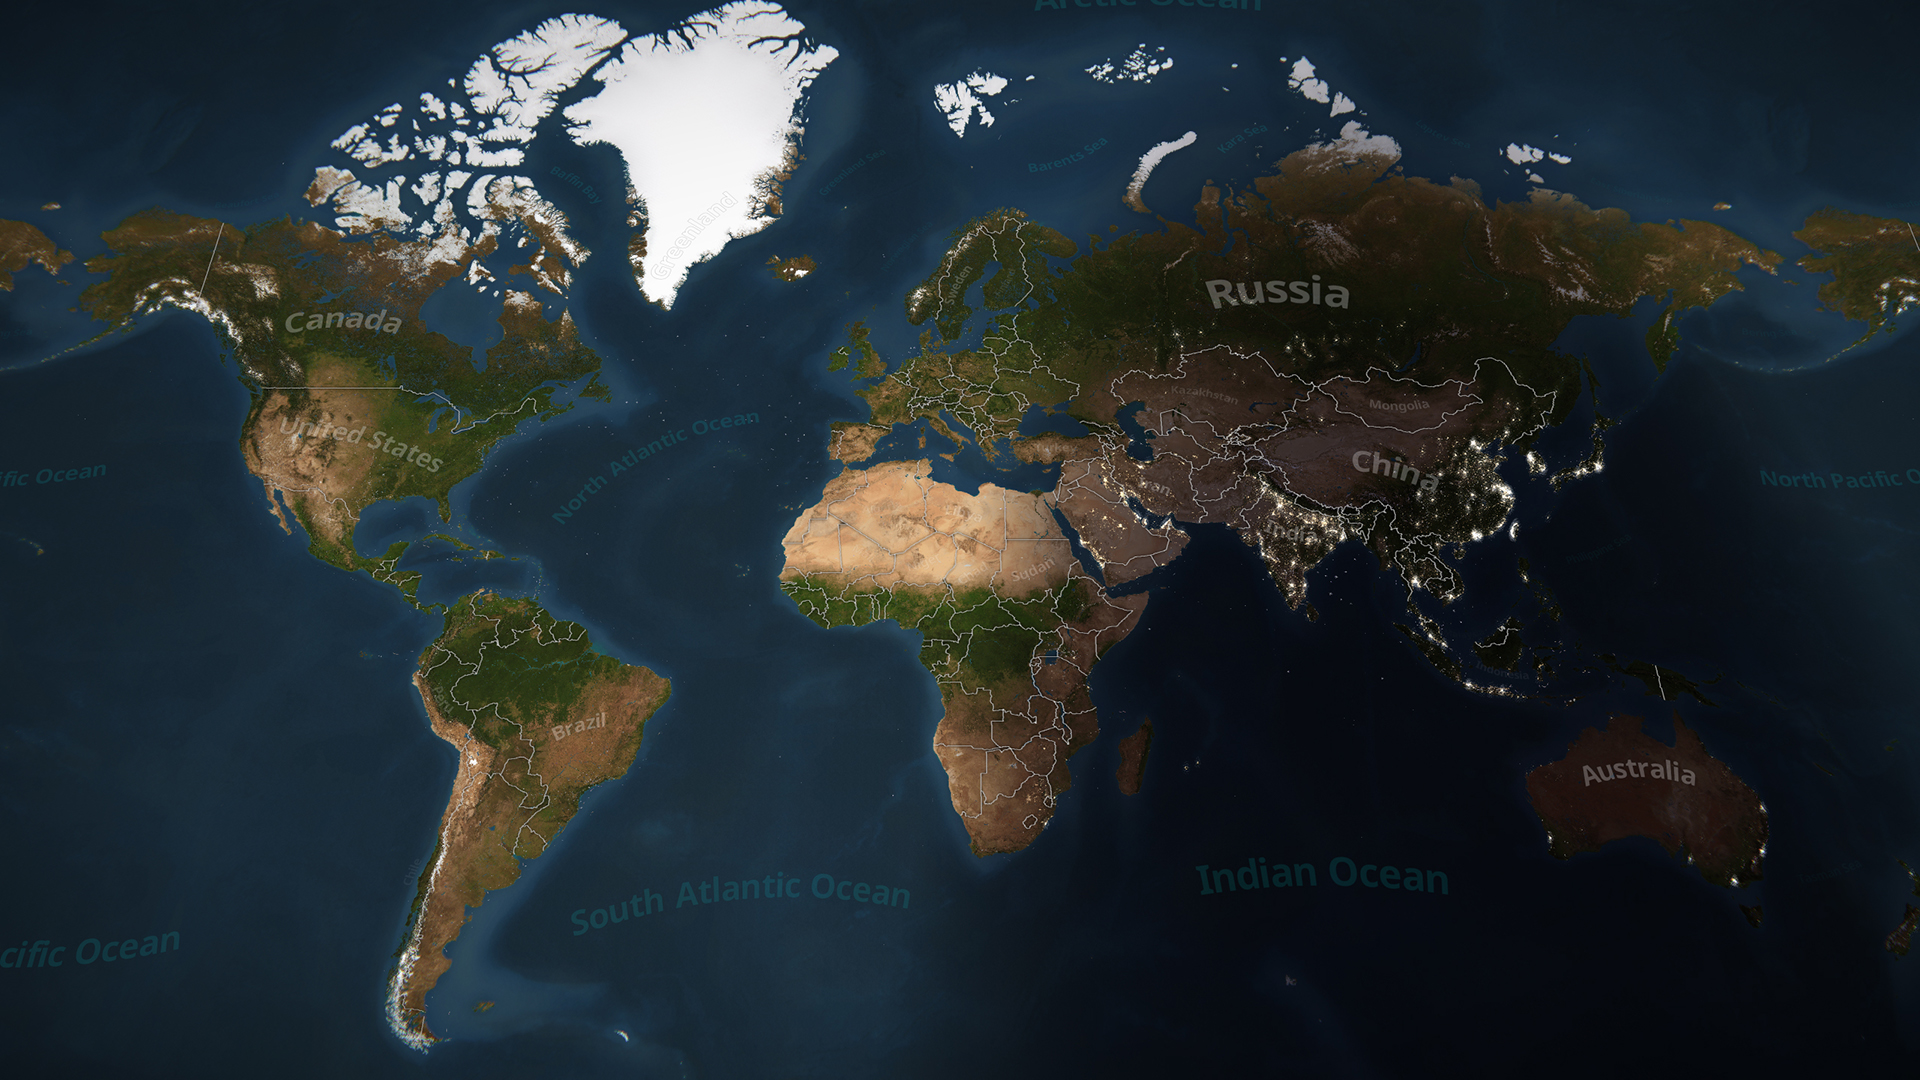 Arctic Ocean
Baffin Bay
Greenland Sea
Barents Sea
Kara Sea
Greenland
Sweden
Russia
Canada
Kazakhstan
Mongolia
United States
North Atlantic Ocean
China
Iran
India
fic Ocean
North Pacific O
Sudan
Indonesia
Peru
Brazil
Australia
Chile
South Atlantic Ocean
Indian Ocean
cific Ocean